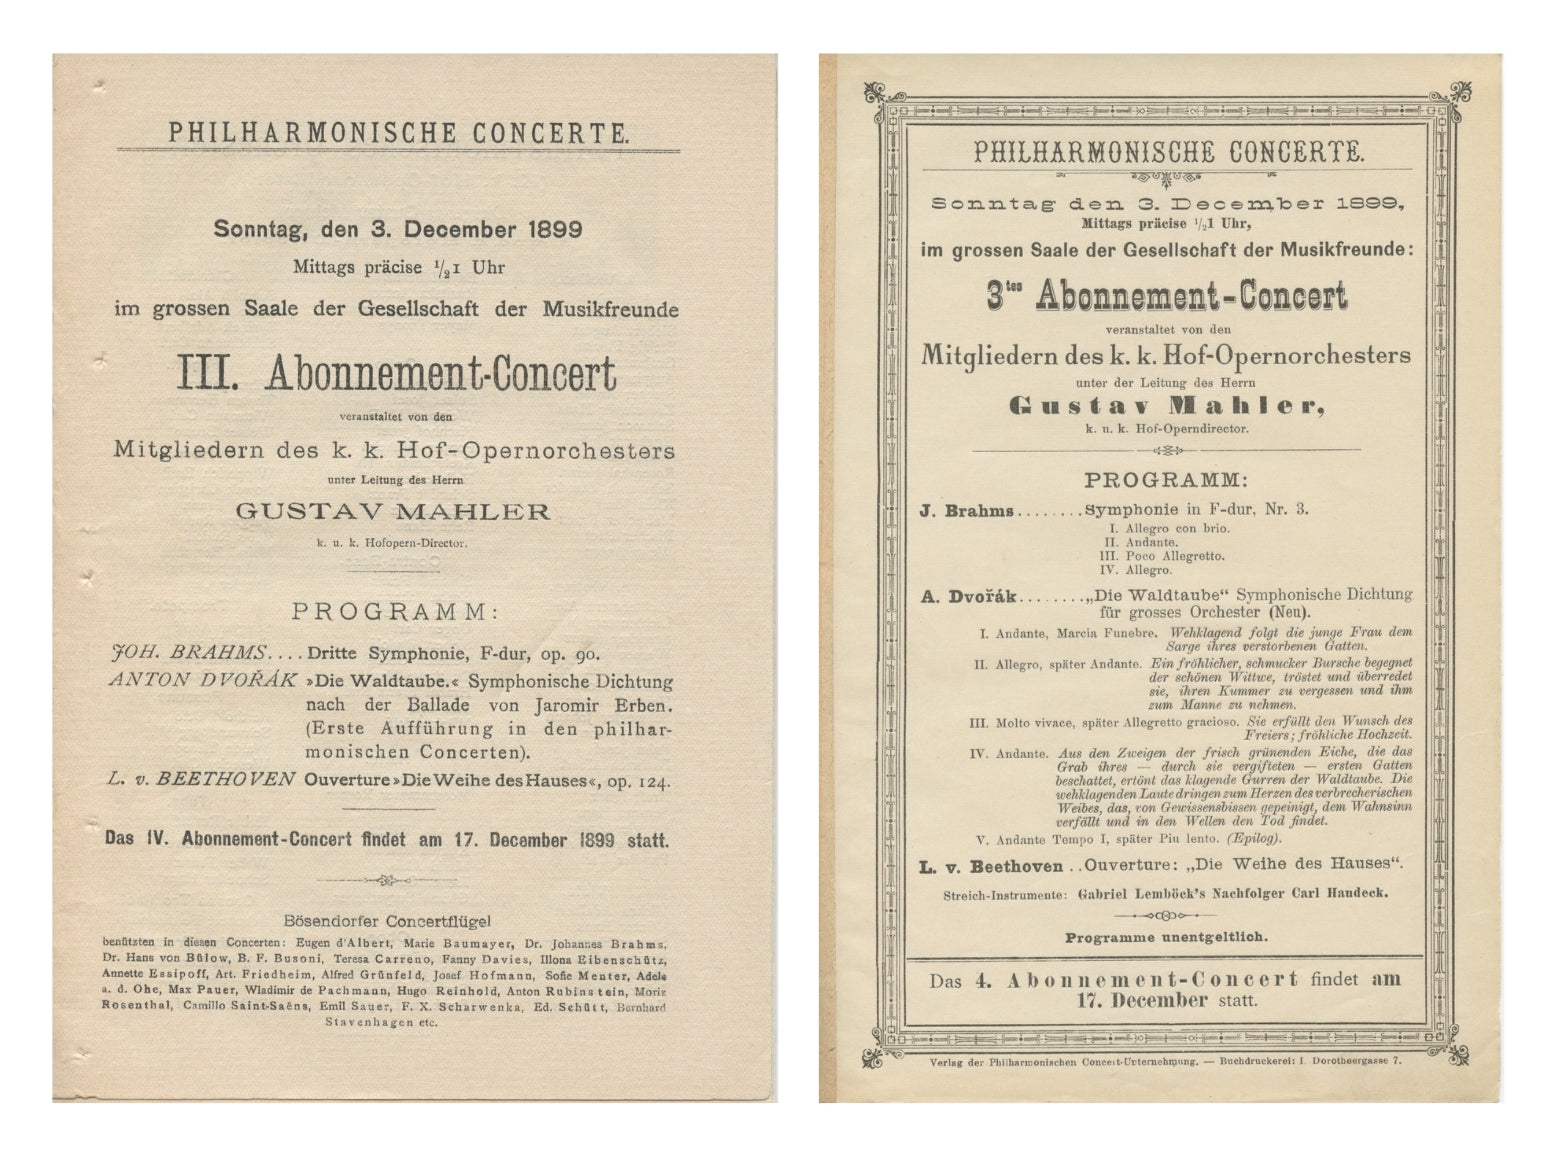 PHILHARMONISCHE CONCERTE.
Sonntag, den 3. December 1899
Mittags präcise 1/2 1 Uhr
im grossen Saale der Gesellschaft der Musikfreunde
III. Abonnement-Concert
veranstaltet von den
Mitgliedern des k. k. Hof-Opernorchesters
unter Leitung des Herrn
GUSTAV MAHLER
k. u. k. Hofopern-Director.
PROGRAMM:
JOH. BRAHMS.... Dritte Symphonie, F-dur, op. 90.
ANTON DVOŘÁK »Die Waldtaube.« Symphonische Dichtung
nach der Ballade von Jaromir Erben.
(Erste Aufführung in den philhar-
monischen Concerten).
L. v. BEETHOVEN Ouverture »Die Weihe des Hauses«, op. 124.
Das IV. Abonnement-Concert findet am 17. December 1899 statt.
Bösendorfer Concertflügel
benützten in diesen Concerten: Eugen d'Albert, Marie Baumayer, Dr. Johannes Brahms,
Dr. Hans von Bülow, B. F. Busoni, Teresa Carreno, Fanny Davies, Illona Eibenschütz,
Annette Essipoff, Art. Friedheim, Alfred Grünfeld, Josef Hofmann, Sofie Menter, Adele
a. d. Ohe, Max Pauer, Wladimir de Pachmann, Hugo Reinhold, Anton Rubinstein, Moriz
Rosenthal, Camillo Saint-Saëns, Emil Sauer, F. X. Scharwenka, Ed. Schütt, Bernhard
Stavenhagen etc.
PHILHARMONISCHE CONCERTE.
Sonntag den 3. December 1899,
Mittags präcise 1/2 1 Uhr,
im grossen Saale der Gesellschaft der Musikfreunde:
3tes Abonnement-Concert
veranstaltet von den
Mitgliedern des k. k. Hof-Opernorchesters
unter der Leitung des Herrn
Gustav Mahler,
k. u. k. Hof-Operndirector.
PROGRAMM:
J. Brahms........Symphonie in F-dur, Nr. 3.
I. Allegro con brio.
II. Andante.
III. Poco Allegretto.
IV. Allegro.
A. Dvořák........„Die Waldtaube“ Symphonische Dichtung
für grosses Orchester (Neu).
I. Andante, Marcia Funebre. Wehklagend folgt die junge Frau dem
Sarge ihres verstorbenen Gatten.
II. Allegro, später Andante. Ein fröhlicher, schmucker Bursche begegnet
der schönen Wittwe, tröstet und überredet
sie, ihren Kummer zu vergessen und ihm
zum Manne zu nehmen.
III. Molto vivace, später Allegretto gracioso. Sie erfüllt den Wunsch des
Freiers; fröhliche Hochzeit.
IV. Andante. Aus den Zweigen der frisch grünenden Eiche, die das
Grab ihres — durch sie vergifteten — ersten Gatten
beschattet, ertönt das klagende Gurren der Waldtaube. Die
wehklagenden Laute dringen zum Herzen des verbrecherischen
Weibes, das, von Gewissensbissen gepeinigt, dem Wahnsinn
verfällt und in den Wellen den Tod findet.
V. Andante Tempo I, später Piu lento. (Epilog).
L. v. Beethoven ..Ouverture: „Die Weihe des Hauses“.
Streich-Instrumente: Gabriel Lemböck's Nachfolger Carl Haudeck.
Programme unentgeltlich.
Das 4. Abonnement-Concert findet am
17. December statt.
Verlag der Philharmonischen Concert-Unternehmung. — Buchdruckerei: I. Dorotheergasse 7.